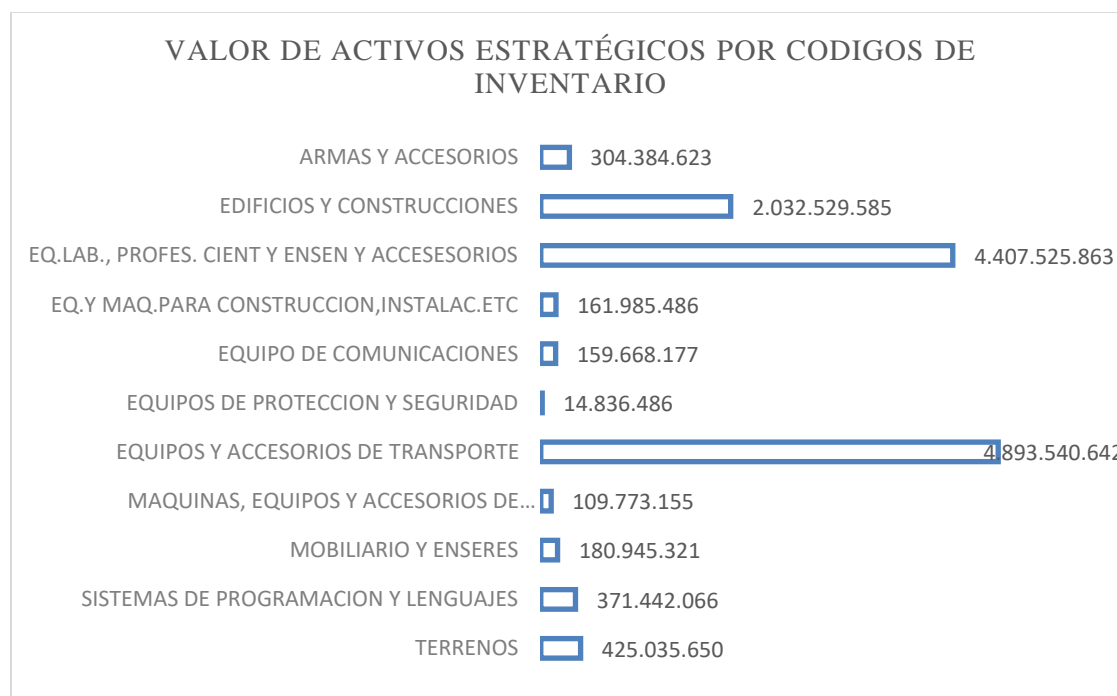 VALOR DE ACTIVOS ESTRATÉGICOS POR CODIGOS DE
INVENTARIO
ARMAS Y ACCESORIOS 304.384.623
EDIFICIOS Y CONSTRUCCIONES 2.032.529.585
EQ.LAB., PROFES. CIENT Y ENSEN Y ACCESESORIOS 4.407.525.863
EQ.Y MAQ.PARA CONSTRUCCION,INSTALAC.ETC 161.985.486
EQUIPO DE COMUNICACIONES 159.668.177
EQUIPOS DE PROTECCION Y SEGURIDAD 14.836.486
EQUIPOS Y ACCESORIOS DE TRANSPORTE 4.893.540.642
MAQUINAS, EQUIPOS Y ACCESORIOS DE... 109.773.155
MOBILIARIO Y ENSERES 180.945.321
SISTEMAS DE PROGRAMACION Y LENGUAJES 371.442.066
TERRENOS 425.035.650